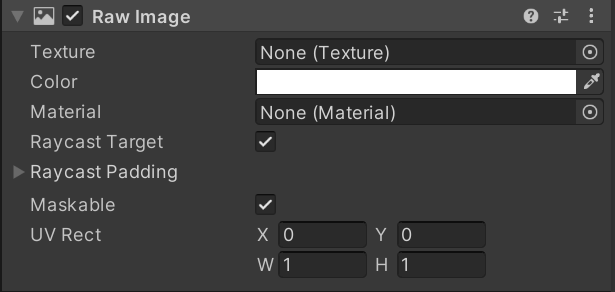 Raw Image
Texture None (Texture)
Color
Material None (Material)
Raycast Target
Raycast Padding
Maskable
UV Rect X 0 Y 0
W 1 H 1